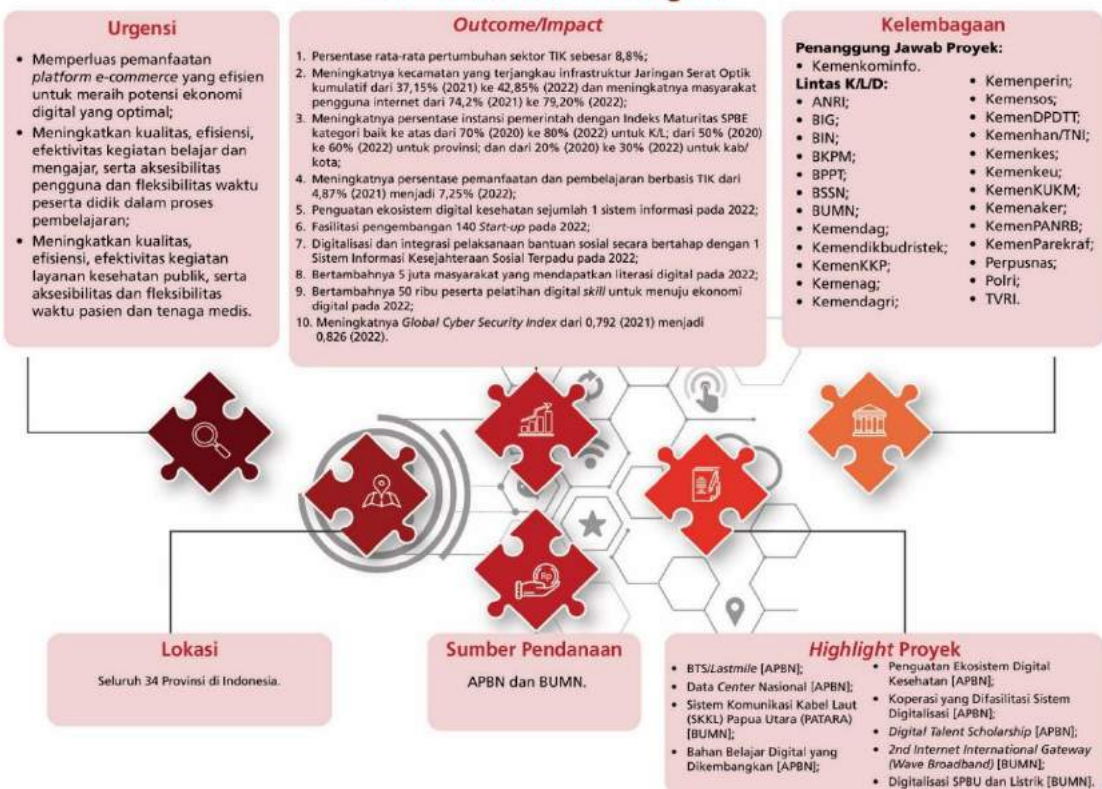 Urgensi
• Memperluas pemanfaatan
platform e-commerce yang efisien
untuk meraih potensi ekonomi
digital yang optimal;
• Meningkatkan kualitas, efisiensi,
efektivitas kegiatan belajar dan
mengajar, serta aksesibilitas
pengguna dan fleksibilitas waktu
peserta didik dalam proses
pembelajaran;
• Meningkatkan kualitas,
efisiensi, efektivitas kegiatan
layanan kesehatan publik, serta
aksesibilitas dan fleksibilitas
waktu pasien dan tenaga medis.
Outcome/Impact
1. Persentase rata-rata pertumbuhan sektor TIK sebesar 8,8%;
2. Meningkatnya kecamatan yang terjangkau infrastruktur Jaringan Serat Optik
kumulatif dari 37,15% (2021) ke 42,85% (2022) dan meningkatnya masyarakat
pengguna internet dari 74,2% (2021) ke 79,20% (2022);
3. Meningkatnya persentase instansi pemerintah dengan Indeks Maturitas SPBE
kategori baik ke atas dari 70% (2020) ke 80% (2022) untuk K/L; dari 50% (2020)
ke 60% (2022) untuk provinsi; dan dari 20% (2020) ke 30% (2022) untuk kab/
kota;
4. Meningkatnya persentase pemanfaatan dan pembelajaran berbasis TIK dari
4,87% (2021) menjadi 7,25% (2022);
5. Penguatan ekosistem digital kesehatan sejumlah 1 sistem informasi pada 2022;
6. Fasilitasi pengembangan 140 Start-up pada 2022;
7. Digitalisasi dan integrasi pelaksanaan bantuan sosial secara bertahap dengan 1
Sistem Informasi Kesejahteraan Sosial Terpadu pada 2022;
8. Bertambahnya 5 juta masyarakat yang mendapatkan literasi digital pada 2022;
9. Bertambahnya 50 ribu peserta pelatihan digital skill untuk menuju ekonomi
digital pada 2022;
10. Meningkatnya Global Cyber Security Index dari 0,792 (2021) menjadi
0,826 (2022).
Kelembagaan
Penanggung Jawab Proyek:
• Kemenkominfo.
Lintas K/L/D:
• ANRI;
• BIG;
• BIN;
• BKPM;
• BPPT;
• BSSN;
• BUMN;
• Kemendag;
• Kemendikbudristek;
• KemenKKP;
• Kemenag;
• Kemendagri;
• Kemenperin;
• Kemensos;
• KemenDPDTT;
• Kemenhan/TNI;
• Kemenkes;
• Kemenkeu;
• KemenKUKM;
• Kemenaker;
• KemenPANRB;
• KemenParekraf;
• Perpusnas;
• Polri;
• TVRI.
Rp
Lokasi
Seluruh 34 Provinsi di Indonesia.
Sumber Pendanaan
APBN dan BUMN.
Highlight Proyek
• BTS/Lastmile [APBN];
• Data Center Nasional [APBN];
• Sistem Komunikasi Kabel Laut
(SKKL) Papua Utara (PATARA)
[BUMN];
• Bahan Belajar Digital yang
Dikembangkan [APBN];
• Penguatan Ekosistem Digital
Kesehatan [APBN];
• Koperasi yang Difasilitasi Sistem
Digitalisasi [APBN];
• Digital Talent Scholarship [APBN];
• 2nd Internet International Gateway
(Wave Broadband) [BUMN];
• Digitalisasi SPBU dan Listrik [BUMN].